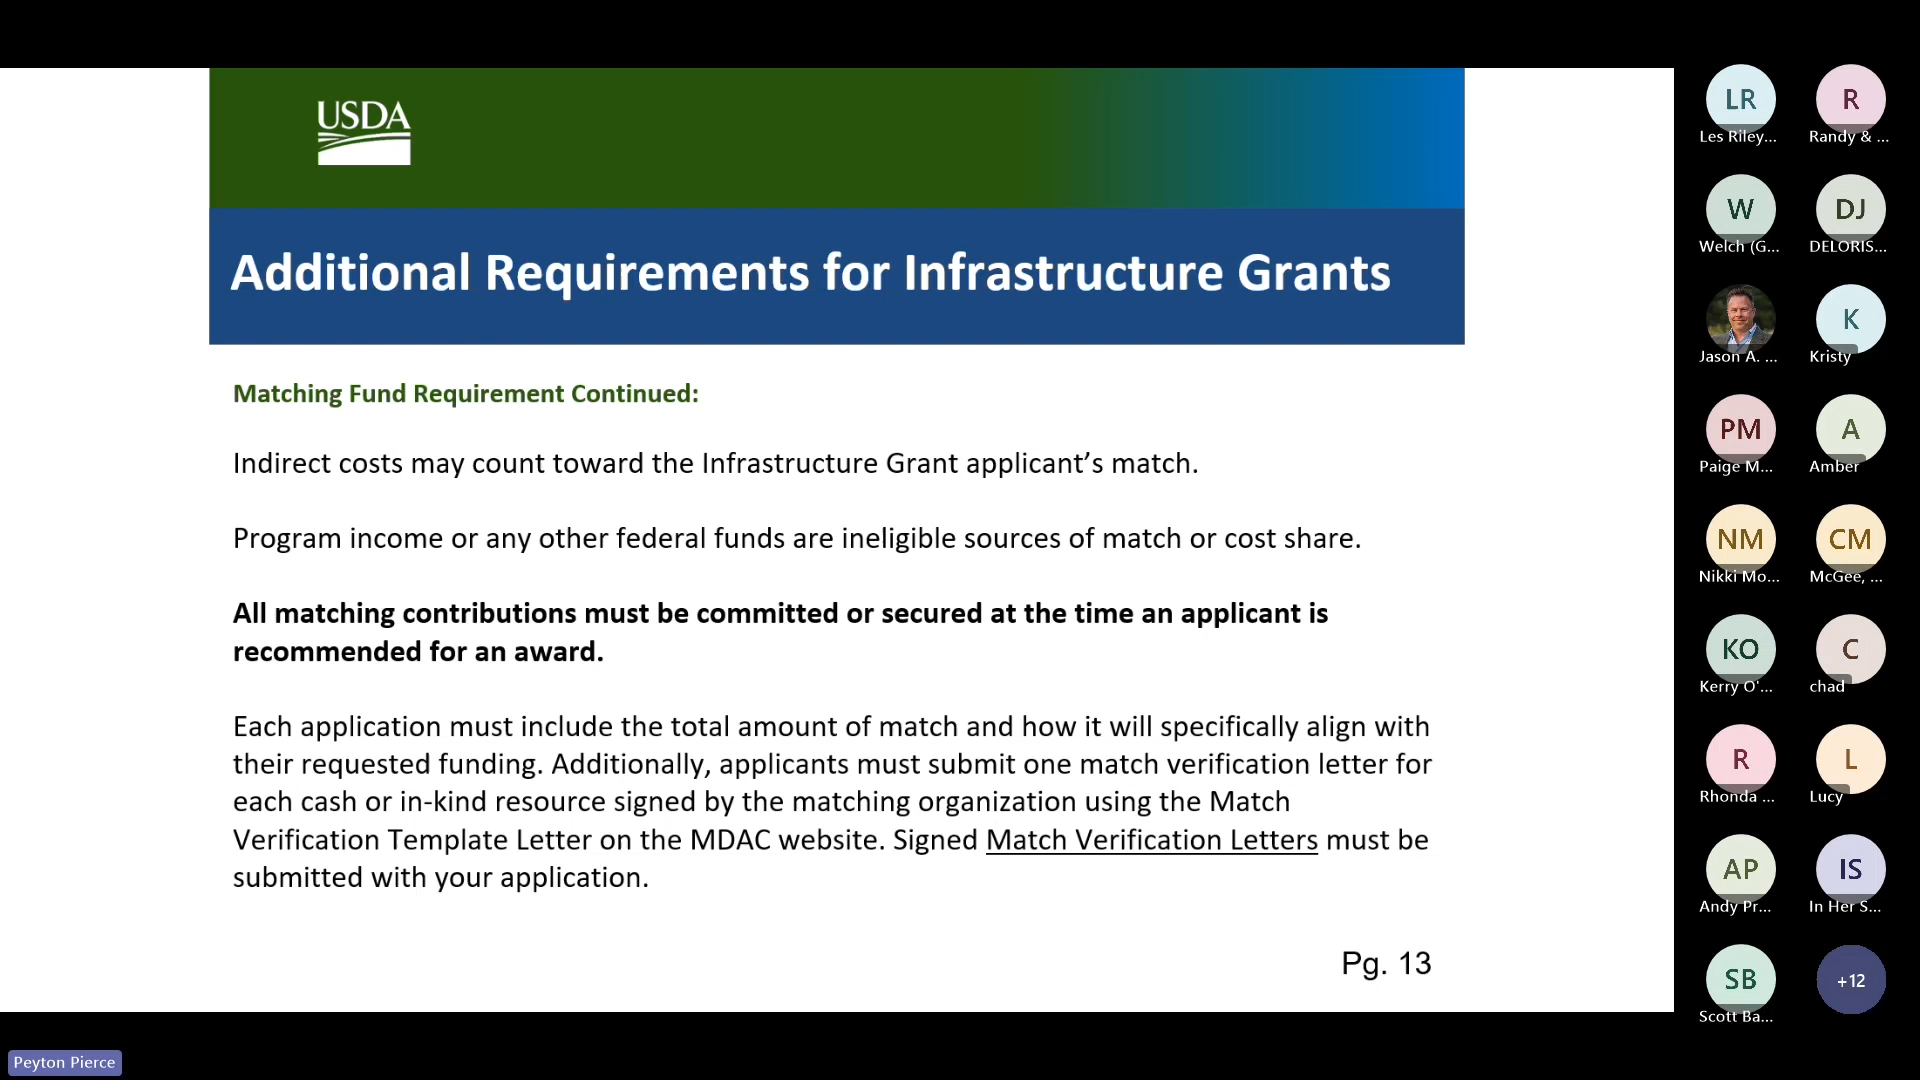 USDA
Additional Requirements for Infrastructure Grants
Matching Fund Requirement Continued:
Indirect costs may count toward the Infrastructure Grant applicant’s match.
Program income or any other federal funds are ineligible sources of match or cost share.
All matching contributions must be committed or secured at the time an applicant is
recommended for an award.
Each application must include the total amount of match and how it will specifically align with
their requested funding. Additionally, applicants must submit one match verification letter for
each cash or in-kind resource signed by the matching organization using the Match
Verification Template Letter on the MDAC website. Signed Match Verification Letters must be
submitted with your application.
Pg. 13
LR
Les Riley...
R
Randy & ...
W
Welch (G...
DJ
DELORIS...
Jason A. ...
K
Kristy
PM
Paige M...
A
Amber
NM
Nikki Mo...
CM
McGee, ...
KO
Kerry O'...
C
chad
R
Rhonda ...
L
Lucy
AP
Andy Pr...
IS
In Her S...
SB
Scott Ba...
+12
Peyton Pierce